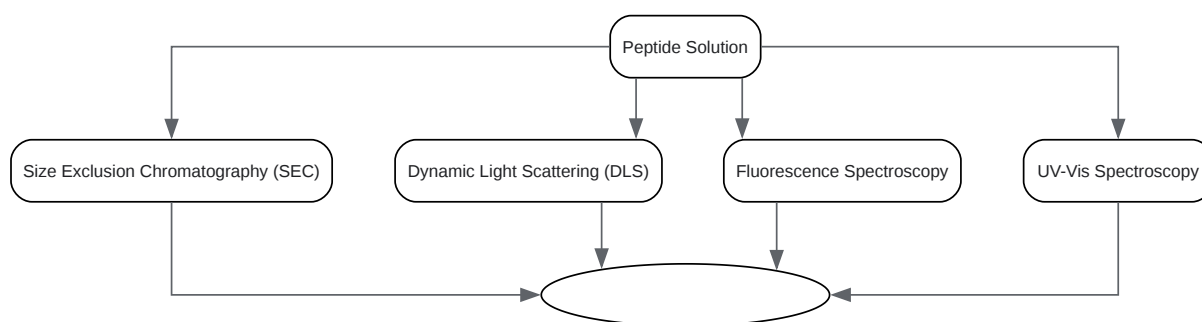 Peptide Solution
Size Exclusion Chromatography (SEC)
Dynamic Light Scattering (DLS)
Fluorescence Spectroscopy
UV-Vis Spectroscopy